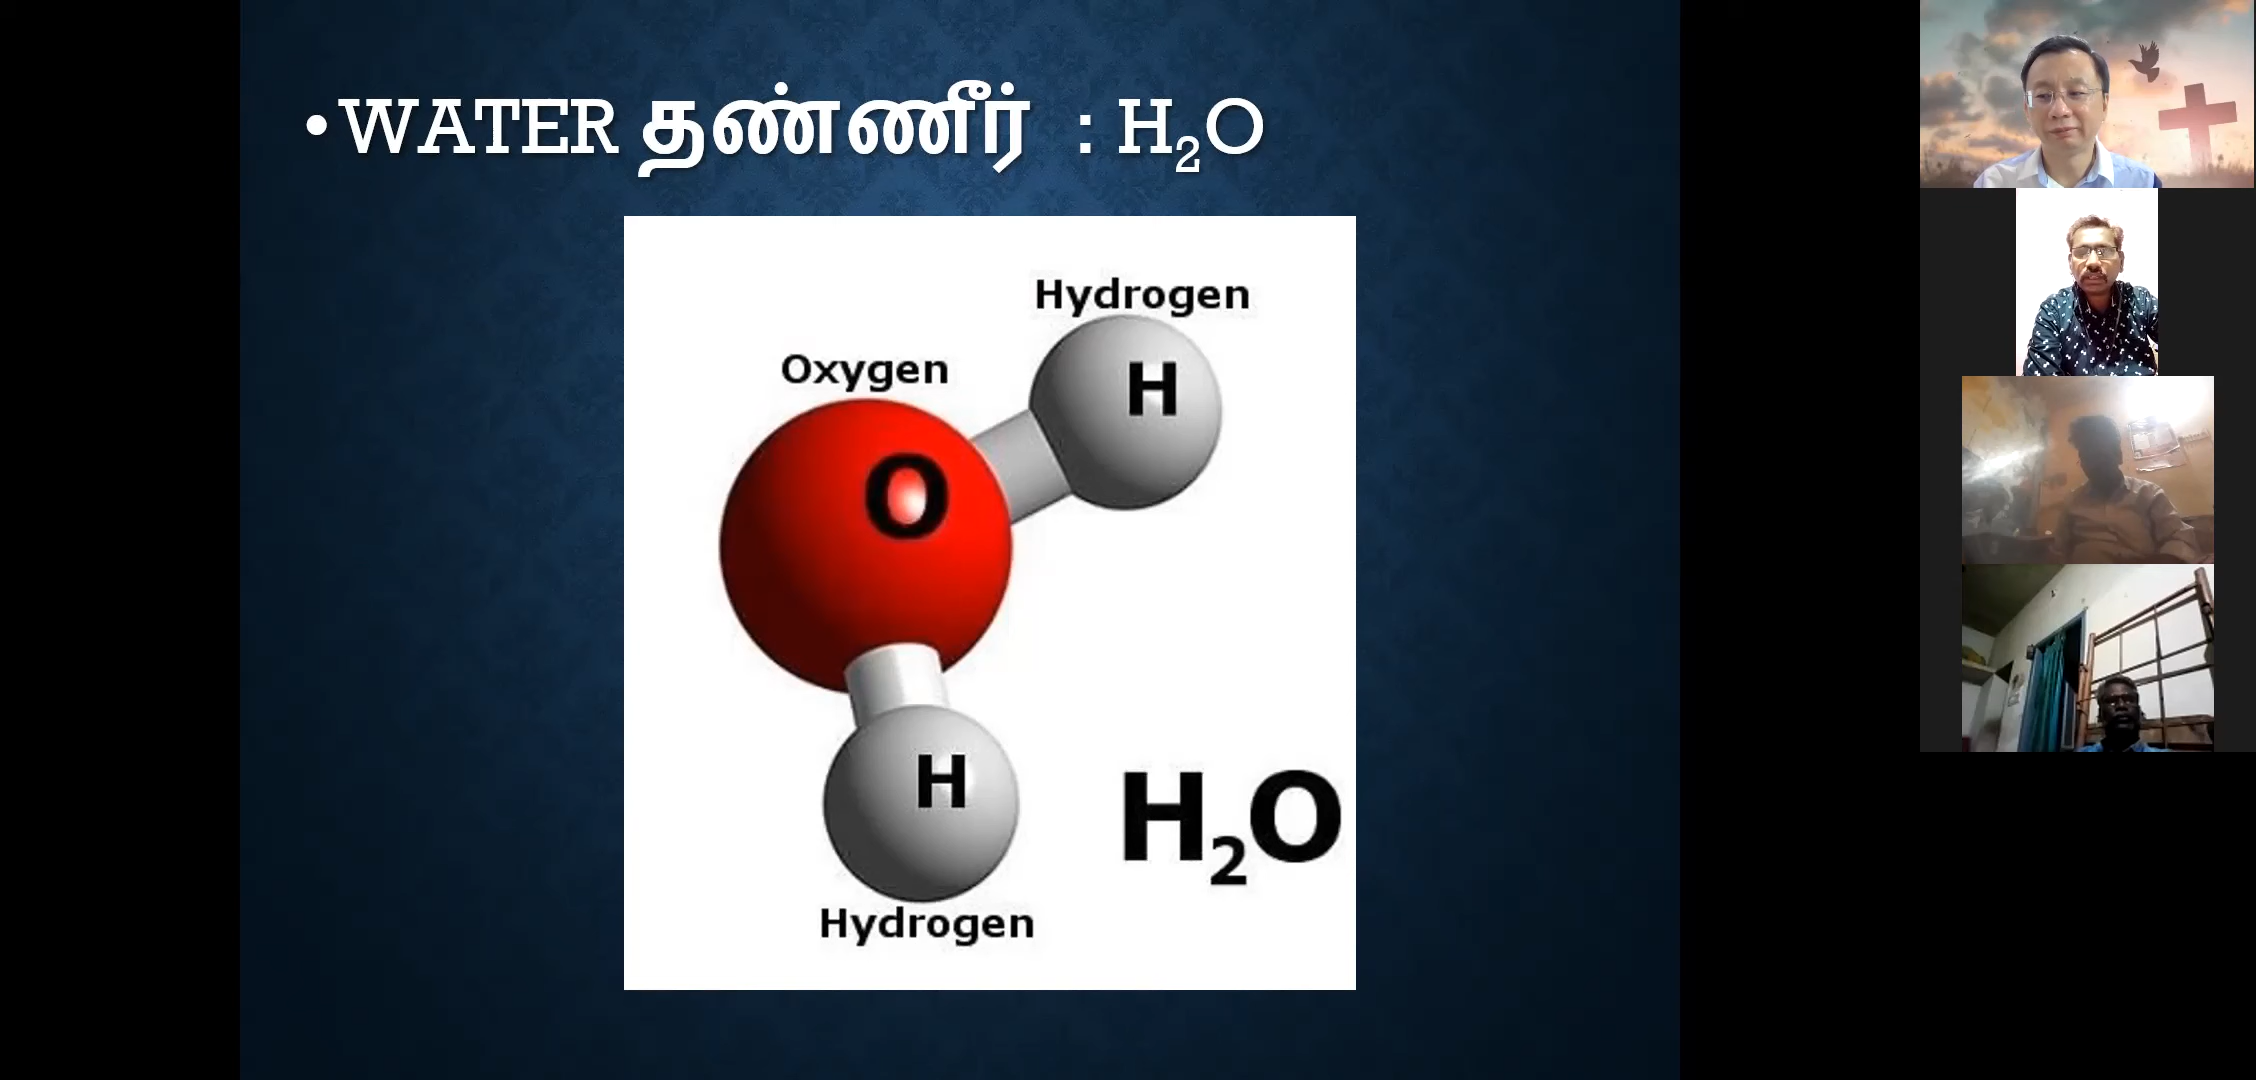 • WATER தண்ணீர் : H₂O
Hydrogen
Oxygen
H
O
H
H₂O
Hydrogen